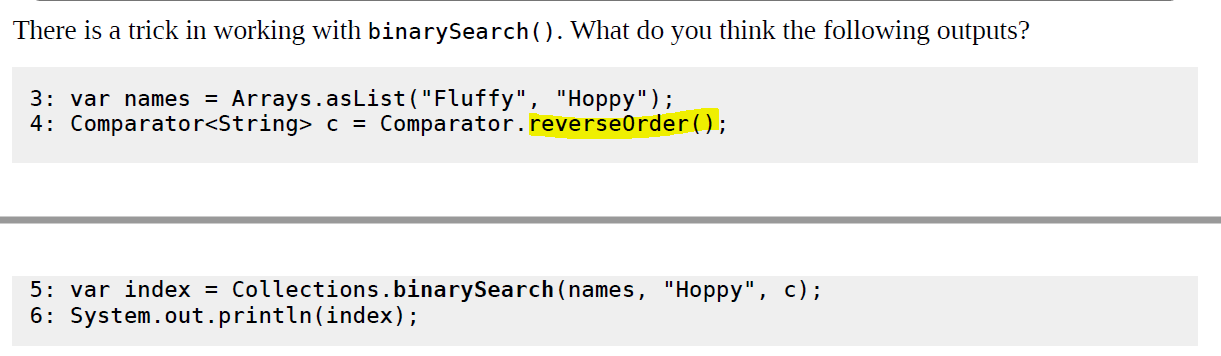 There is a trick in working with binarySearch(). What do you think the following outputs?
3: var names = Arrays.asList("Fluffy", "Hoppy");
4: Comparator<String> c = Comparator.reverseOrder();
5: var index = Collections.binarySearch(names, "Hoppy", c);
6: System.out.println(index);